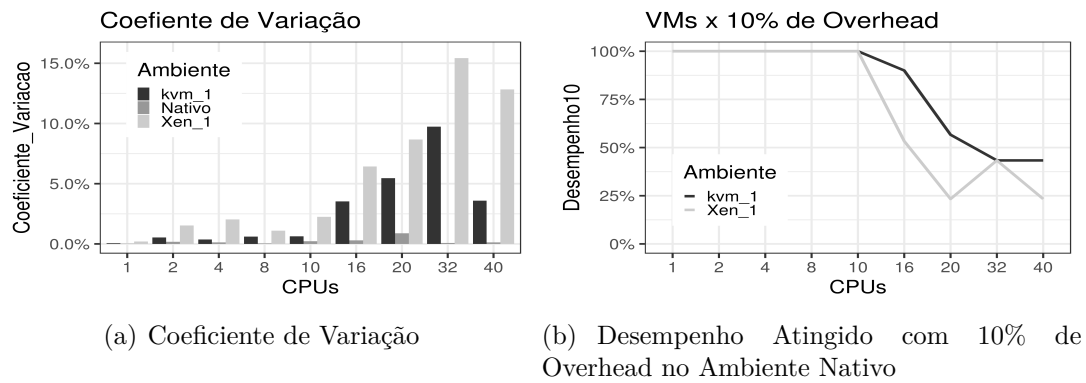 Coefiente de Variação
Coeficiente_Variacao
15.0%
10.0%
5.0%
0.0%
Ambiente
kvm_1
Nativo
Xen_1
1 2 4 8 10 16 20 32 40
CPUs
(a) Coeficiente de Variação
VMs x 10% de Overhead
Desempenho10
100%
75%
50%
25%
0%
Ambiente
kvm_1
Xen_1
1 2 4 8 10 16 20 32 40
CPUs
(b) Desempenho Atingido com 10% de
Overhead no Ambiente Nativo